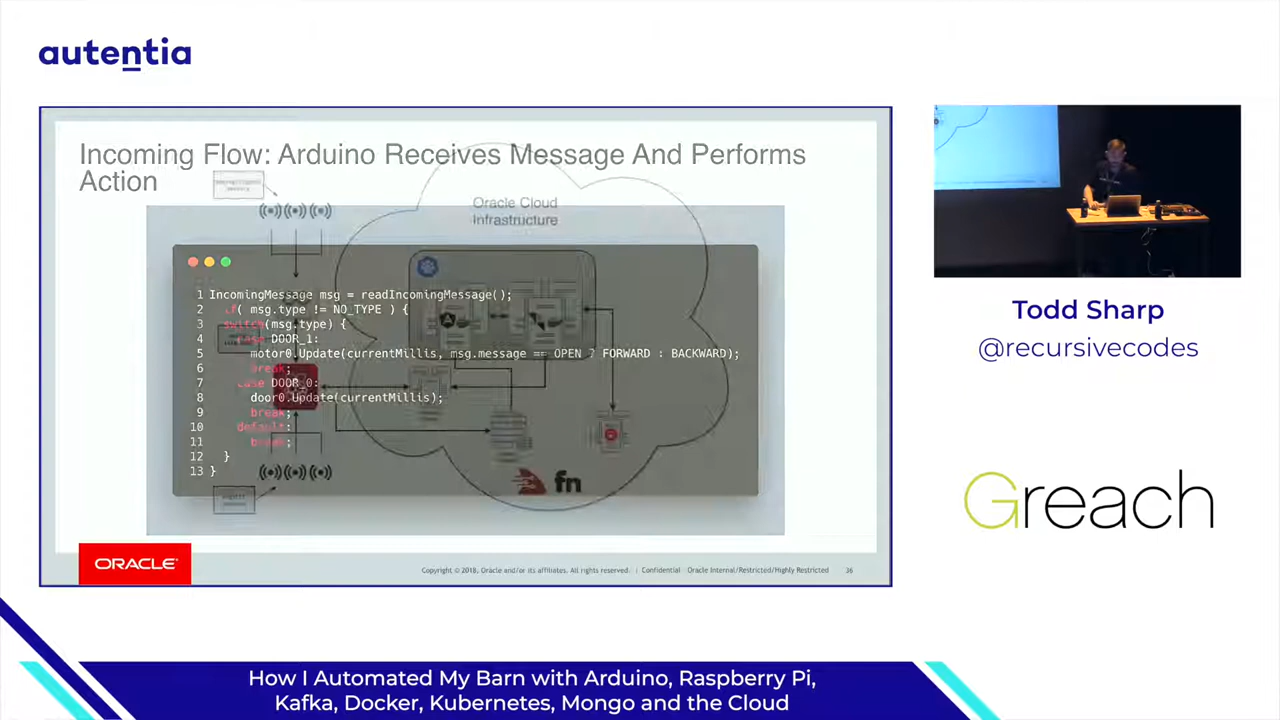 autentia
Incoming Flow: Arduino Receives Message And Performs
Action
Oracle Cloud
Infrastructure
1 IncomingMessage msg = readIncomingMessage();
2 if( msg.type != NO_TYPE ) {
3 switch(msg.type) {
4 case DOOR_1:
5 motor0.Update(currentMillis, msg.message == OPEN ? FORWARD : BACKWARD);
6 break;
7 case DOOR_0:
8 door0.Update(currentMillis);
9 break;
10 default:
11 break;
12 }
13 }
fn
ORACLE
Copyright © 2018, Oracle and/or its affiliates. All rights reserved. | Confidential Oracle Internal/Restricted/Highly Restricted 36
Todd Sharp
@recursivecodes
Greach
How I Automated My Barn with Arduino, Raspberry Pi,
Kafka, Docker, Kubernetes, Mongo and the Cloud